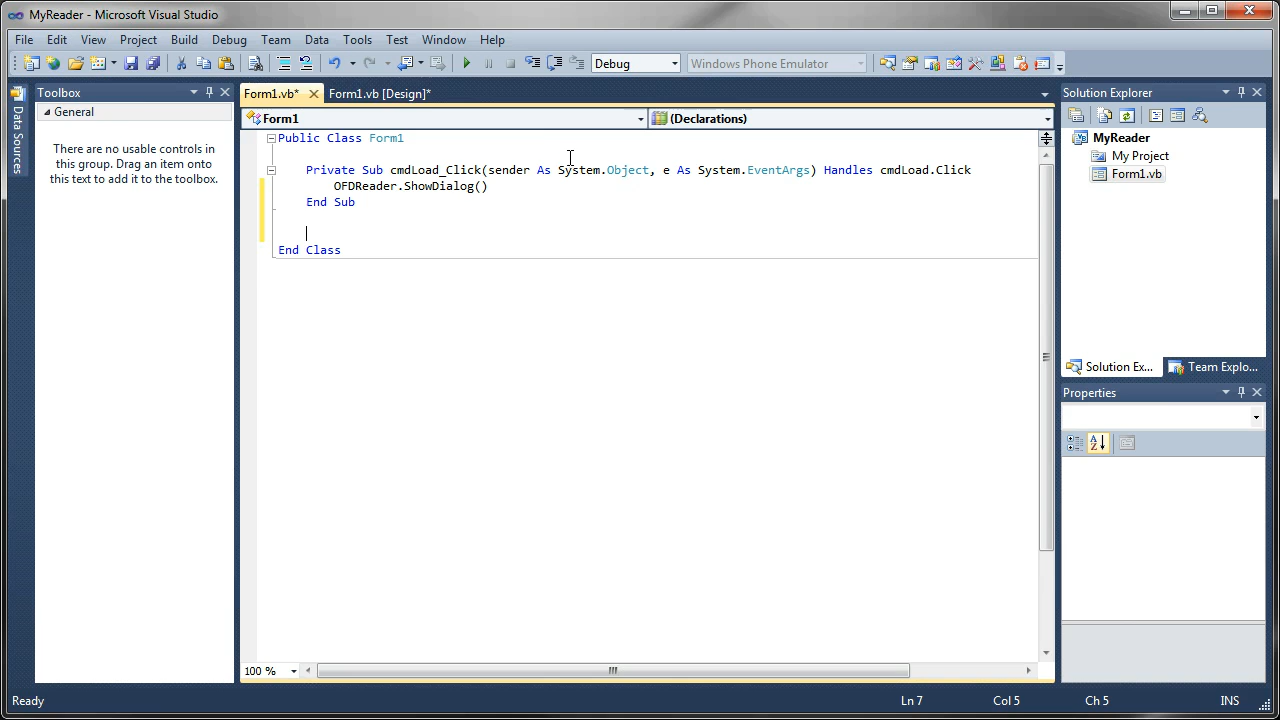 MyReader - Microsoft Visual Studio
File Edit View Project Build Debug Team Data Tools Test Window Help
Debug Windows Phone Emulator
Data Sources
Toolbox
General
There are no usable controls in
this group. Drag an item onto
this text to add it to the toolbox.
Form1.vb* Form1.vb [Design]*
Form1 (Declarations)
Public Class Form1
Private Sub cmdLoad_Click(sender As System.Object, e As System.EventArgs) Handles cmdLoad.Click
OFDReader.ShowDialog()
End Sub
End Class
100 %
Solution Explorer
MyReader
My Project
Form1.vb
Solution Ex... Team Explo...
Properties
Ready Ln 7 Col 5 Ch 5 INS